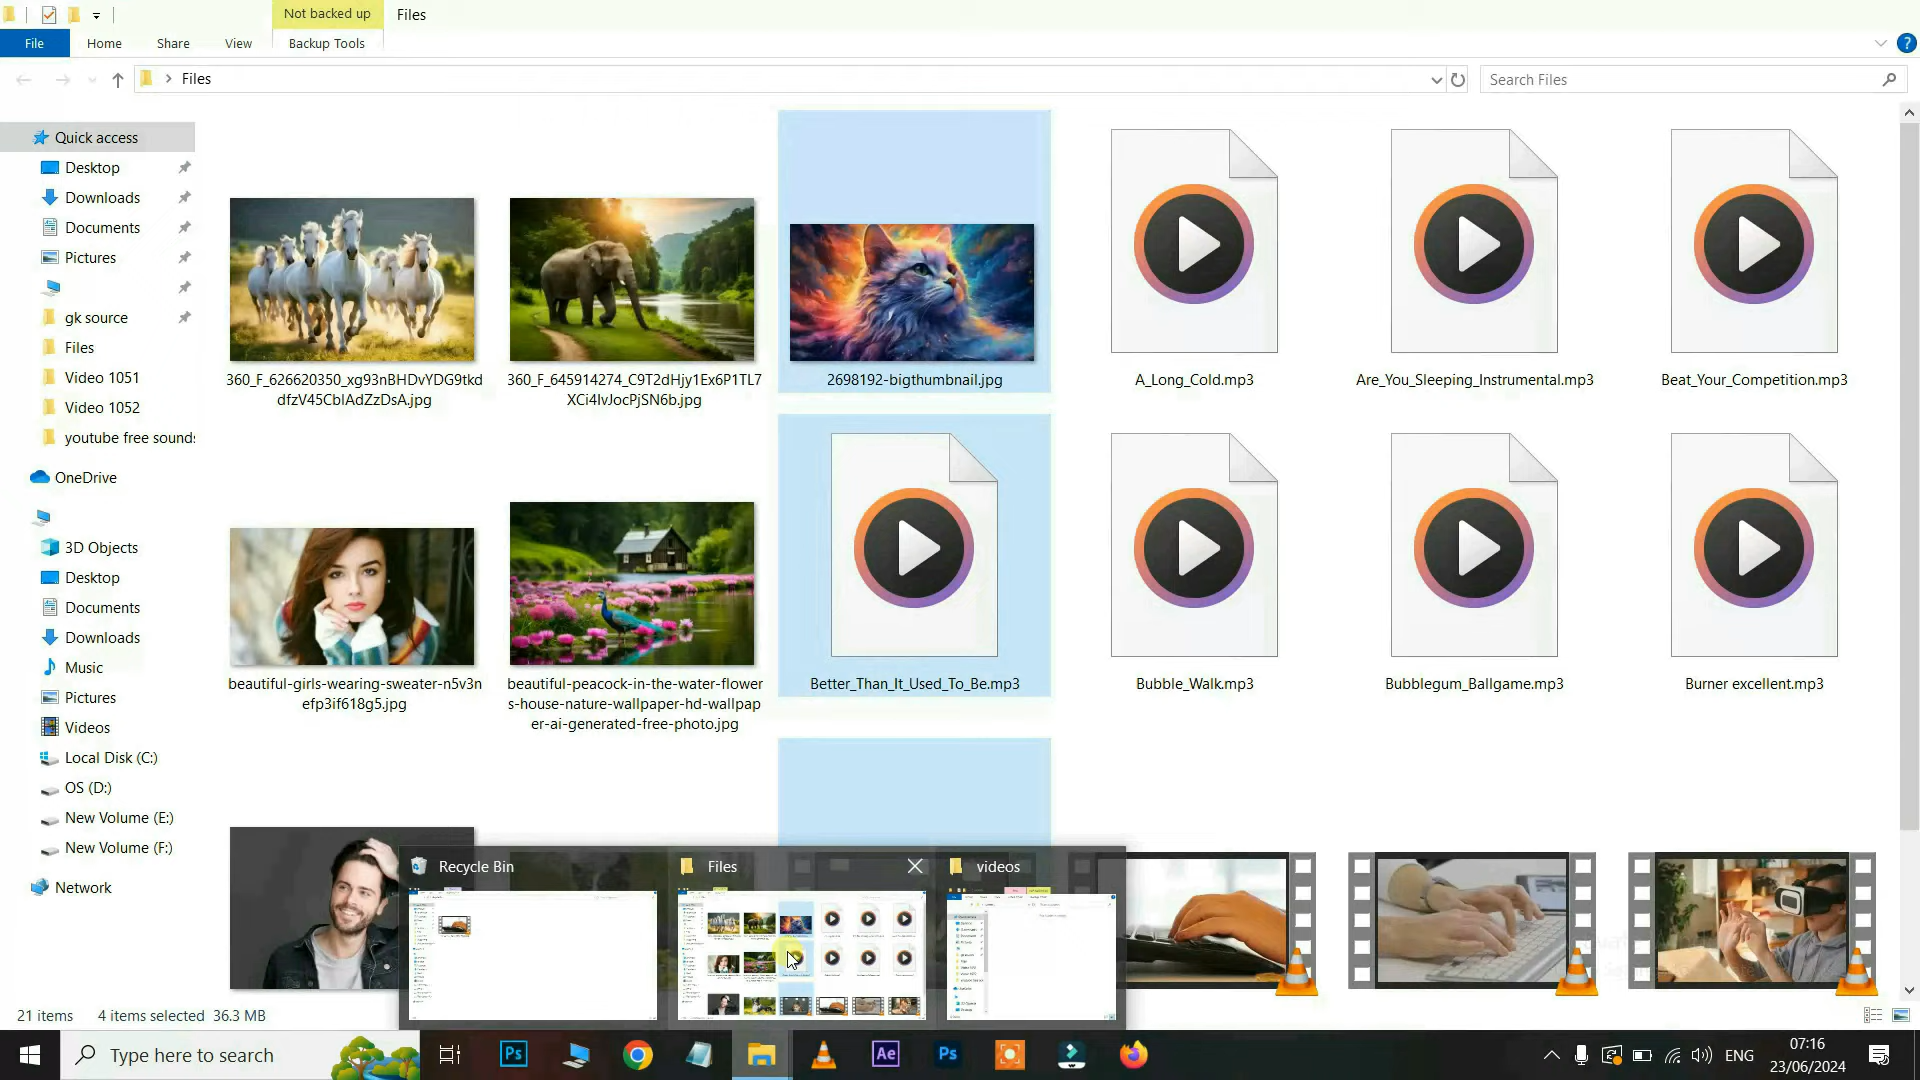 Not backed up
Files
File
Home
Share
View
Backup Tools
Files
Search Files
Quick access
Desktop
Downloads
Documents
Pictures
gk source
Files
Video 1051
Video 1052
youtube free sound
OneDrive
3D Objects
Desktop
Documents
Downloads
Music
Pictures
Videos
Local Disk (C:)
OS (D:)
New Volume (E:)
New Volume (F:)
Network
360_F_626620350_xg93nBHDvYDG9tkd
dfzV45CblAdZzDsA.jpg
360_F_645914274_C9T2dHjy1Ex6P1TL7
XCi4IvJocPjSN6b.jpg
2698192-bigthumbnail.jpg
A_Long_Cold.mp3
Are_You_Sleeping_Instrumental.mp3
Beat_Your_Competition.mp3
beautiful-girls-wearing-sweater-n5v3n
efp3if618g5.jpg
beautiful-peacock-in-the-water-flower
s-house-nature-wallpaper-hd-wallpap
er-ai-generated-free-photo.jpg
Better_Than_It_Used_To_Be.mp3
Bubble_Walk.mp3
Bubblegum_Ballgame.mp3
Burner excellent.mp3
Recycle Bin
Files
videos
21 items
4 items selected 36.3 MB
Type here to search
Ps
Ae
Ps
ENG
07:16
23/06/2024